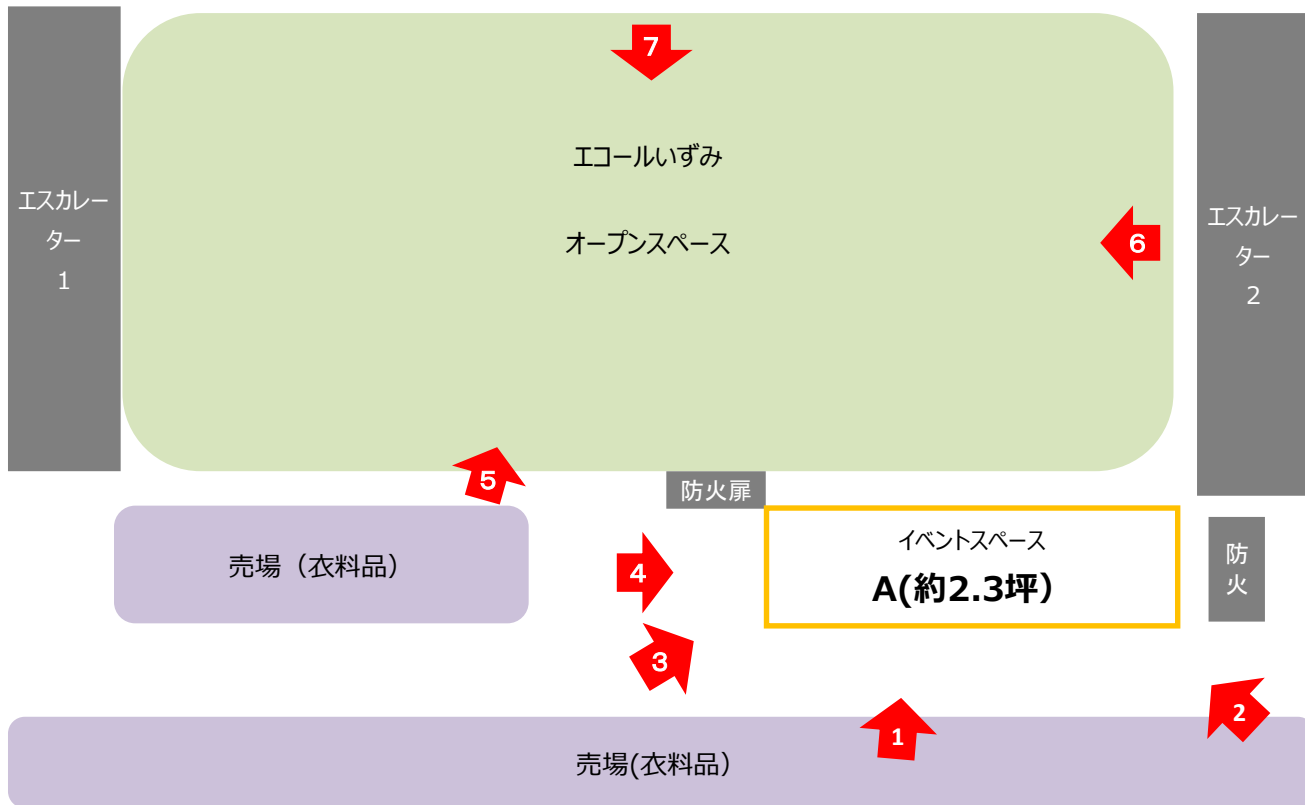 7
エコールいずみ
オープンスペース
エスカレー
ター
1
6
エスカレー
ター
2
5
防火扉
売場（衣料品）
4
イベントスペース
A(約2.3坪）
防
火
3
2
1
売場(衣料品）